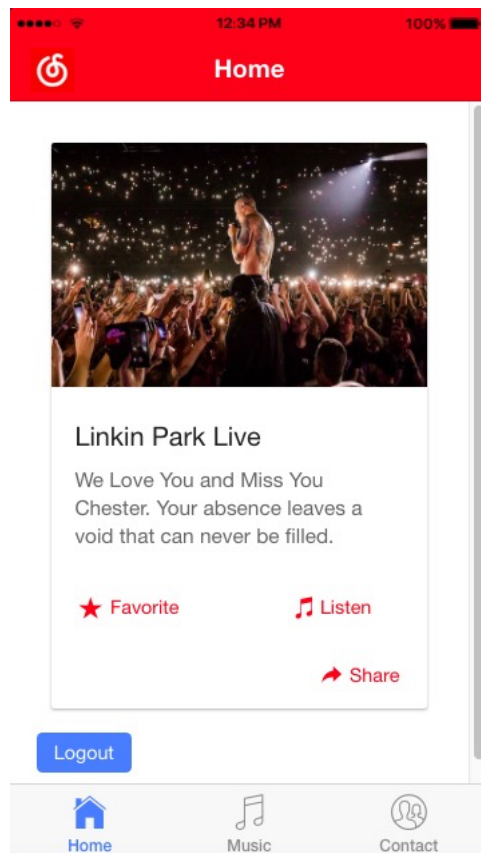 12:34 PM
100%
Home
Linkin Park Live
We Love You and Miss You
Chester. Your absence leaves a
void that can never be filled.
Favorite
Listen
Share
Logout
Home
Music
Contact